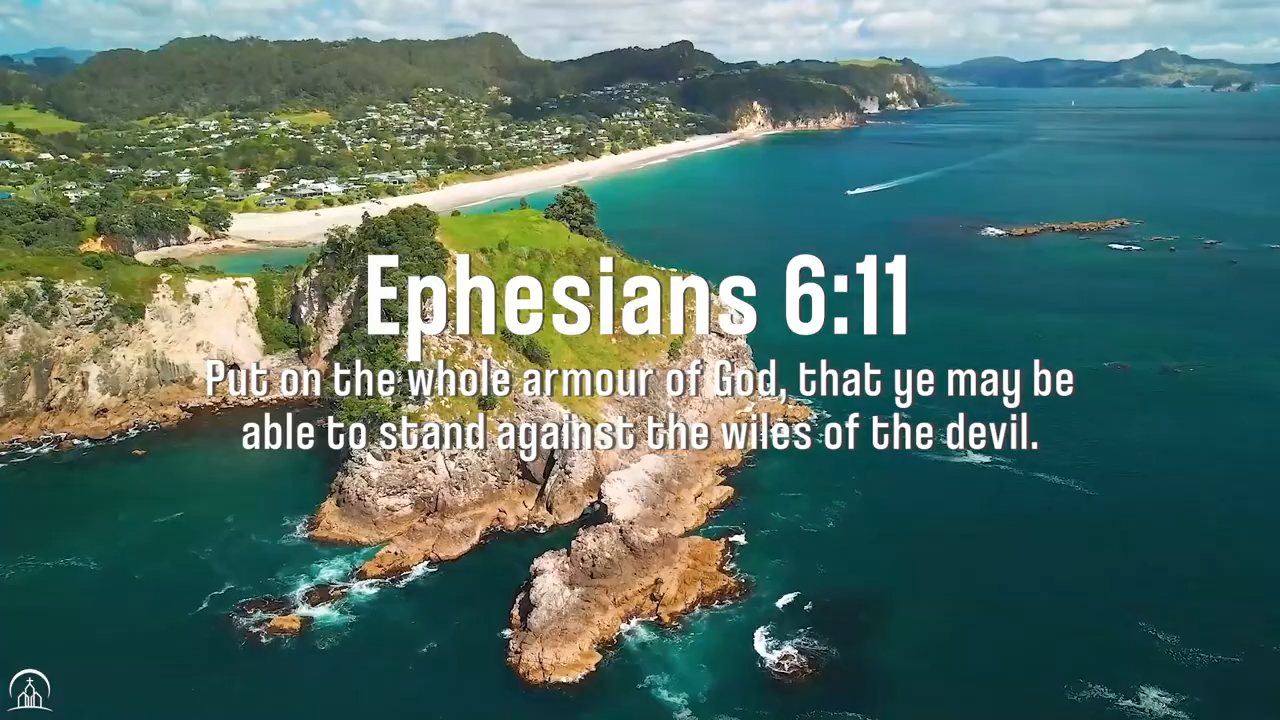 Ephesians 6:11
Put on the whole armour of God, that ye may be
able to stand against the wiles of the devil.